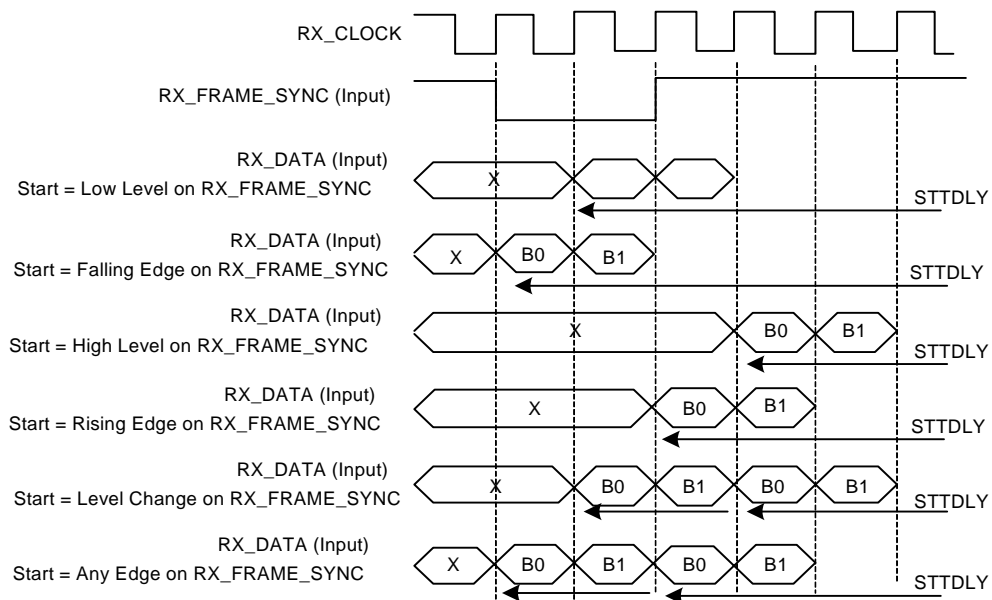 RX_CLOCK
RX_FRAME_SYNC (Input)
RX_DATA (Input)
Start = Low Level on RX_FRAME_SYNC
X
STTDLY
RX_DATA (Input)
Start = Falling Edge on RX_FRAME_SYNC
X B0 B1
STTDLY
RX_DATA (Input)
Start = High Level on RX_FRAME_SYNC
X B0 B1
STTDLY
RX_DATA (Input)
Start = Rising Edge on RX_FRAME_SYNC
X B0 B1
STTDLY
RX_DATA (Input)
Start = Level Change on RX_FRAME_SYNC
X B0 B1 B0 B1
STTDLY
RX_DATA (Input)
Start = Any Edge on RX_FRAME_SYNC
X B0 B1 B0 B1
STTDLY